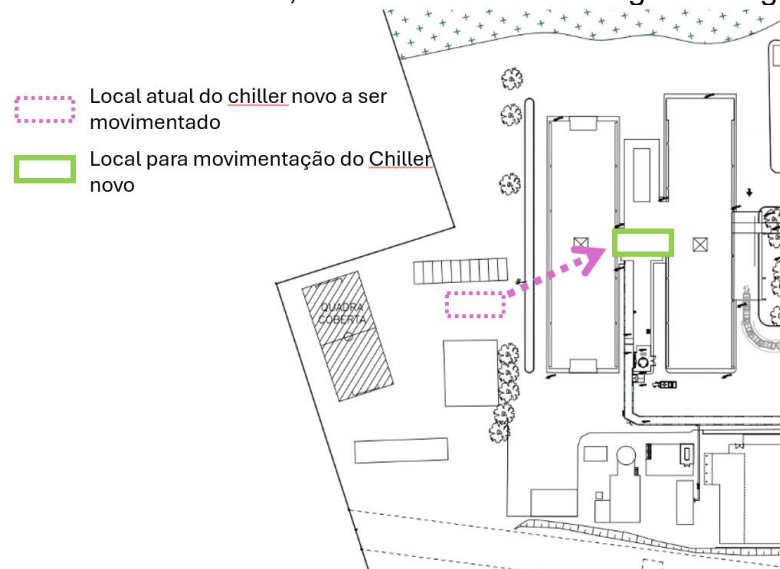 Local atual do chiller novo a ser
movimentado
Local para movimentação do Chiller
novo
QUADRA
COBERTA